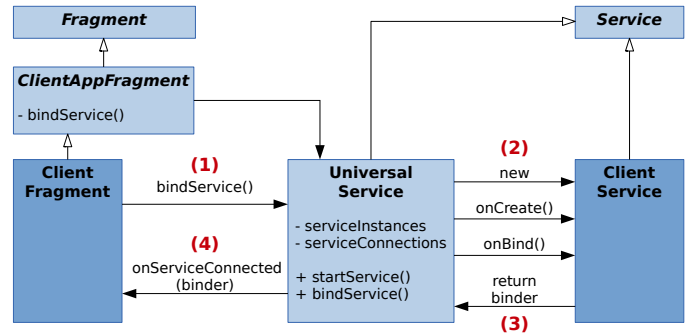 Fragment
Service
ClientAppFragment
- bindService()
Client
Fragment
(1)
bindService()
(4)
onServiceConnected
(binder)
Universal
Service
- serviceInstances
- serviceConnections
+ startService()
+ bindService()
(2)
new
onCreate()
onBind()
return
binder
(3)
Client
Service